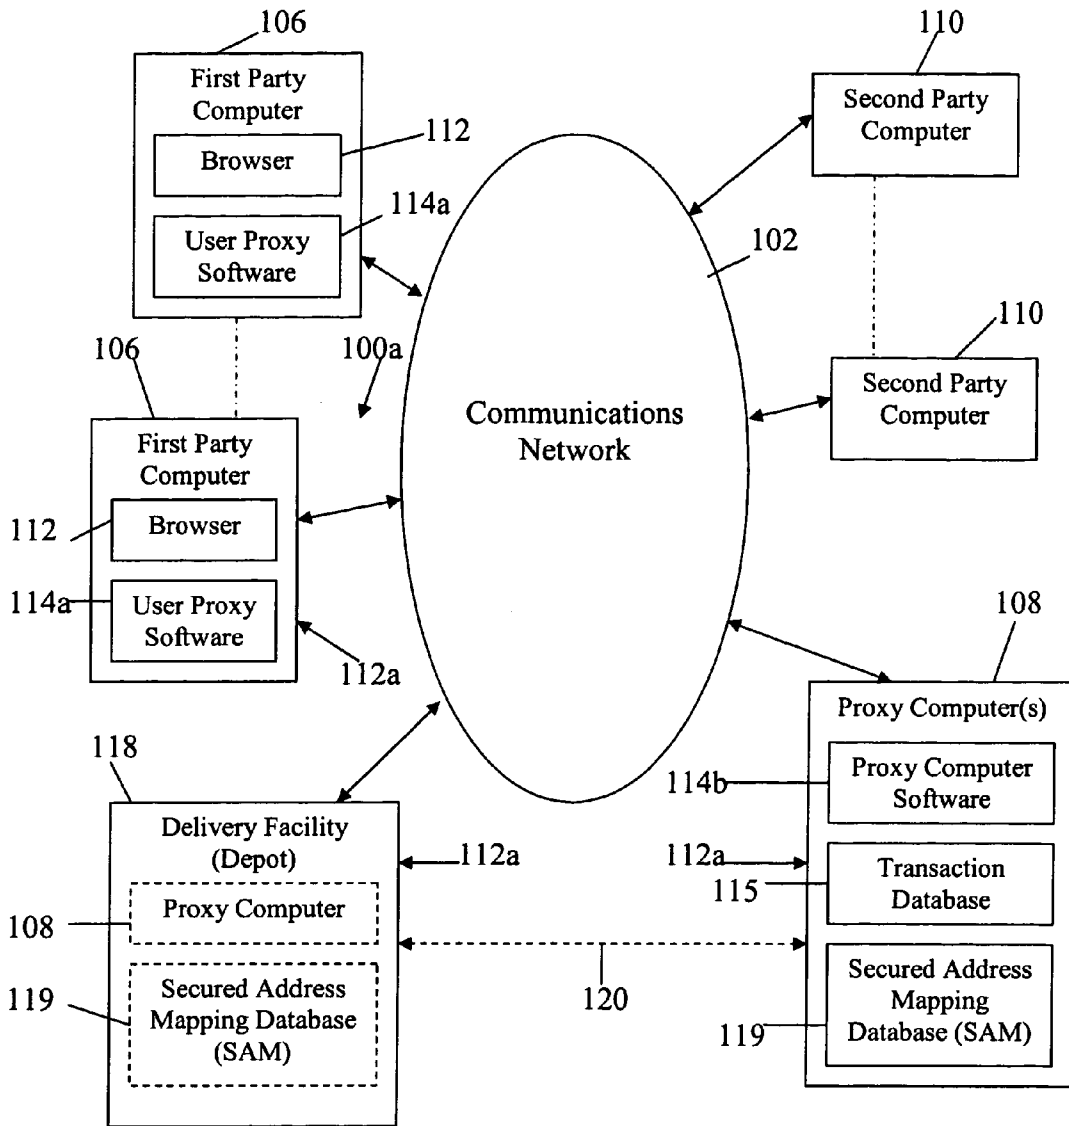 106
First Party
Computer
Browser
112
114a
User Proxy
Software
110
Second Party
Computer
102
Communications
Network
110
Second Party
Computer
106
100a
First Party
Computer
112
Browser
114a
User Proxy
Software
112a
118
Delivery Facility
(Depot)
112a
Proxy Computer
108
119
Secured Address
Mapping Database
(SAM)
120
108
Proxy Computer(s)
114b
Proxy Computer
Software
112a
115
Transaction
Database
Secured Address
Mapping
Database (SAM)
119